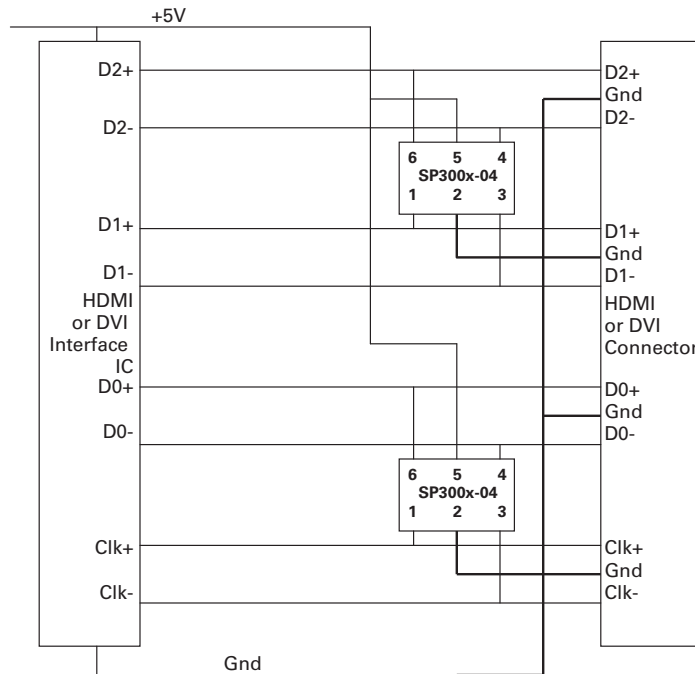 +5V
D2+
D2-
D1+
D1-
HDMI
or DVI
Interface
IC
D0+
D0-
Clk+
Clk-
6 5 4
SP300x-04
1 2 3
6 5 4
SP300x-04
1 2 3
D2+
Gnd
D2-
D1+
Gnd
D1-
HDMI
or DVI
Connector
D0+
Gnd
D0-
Clk+
Gnd
Clk-
Gnd